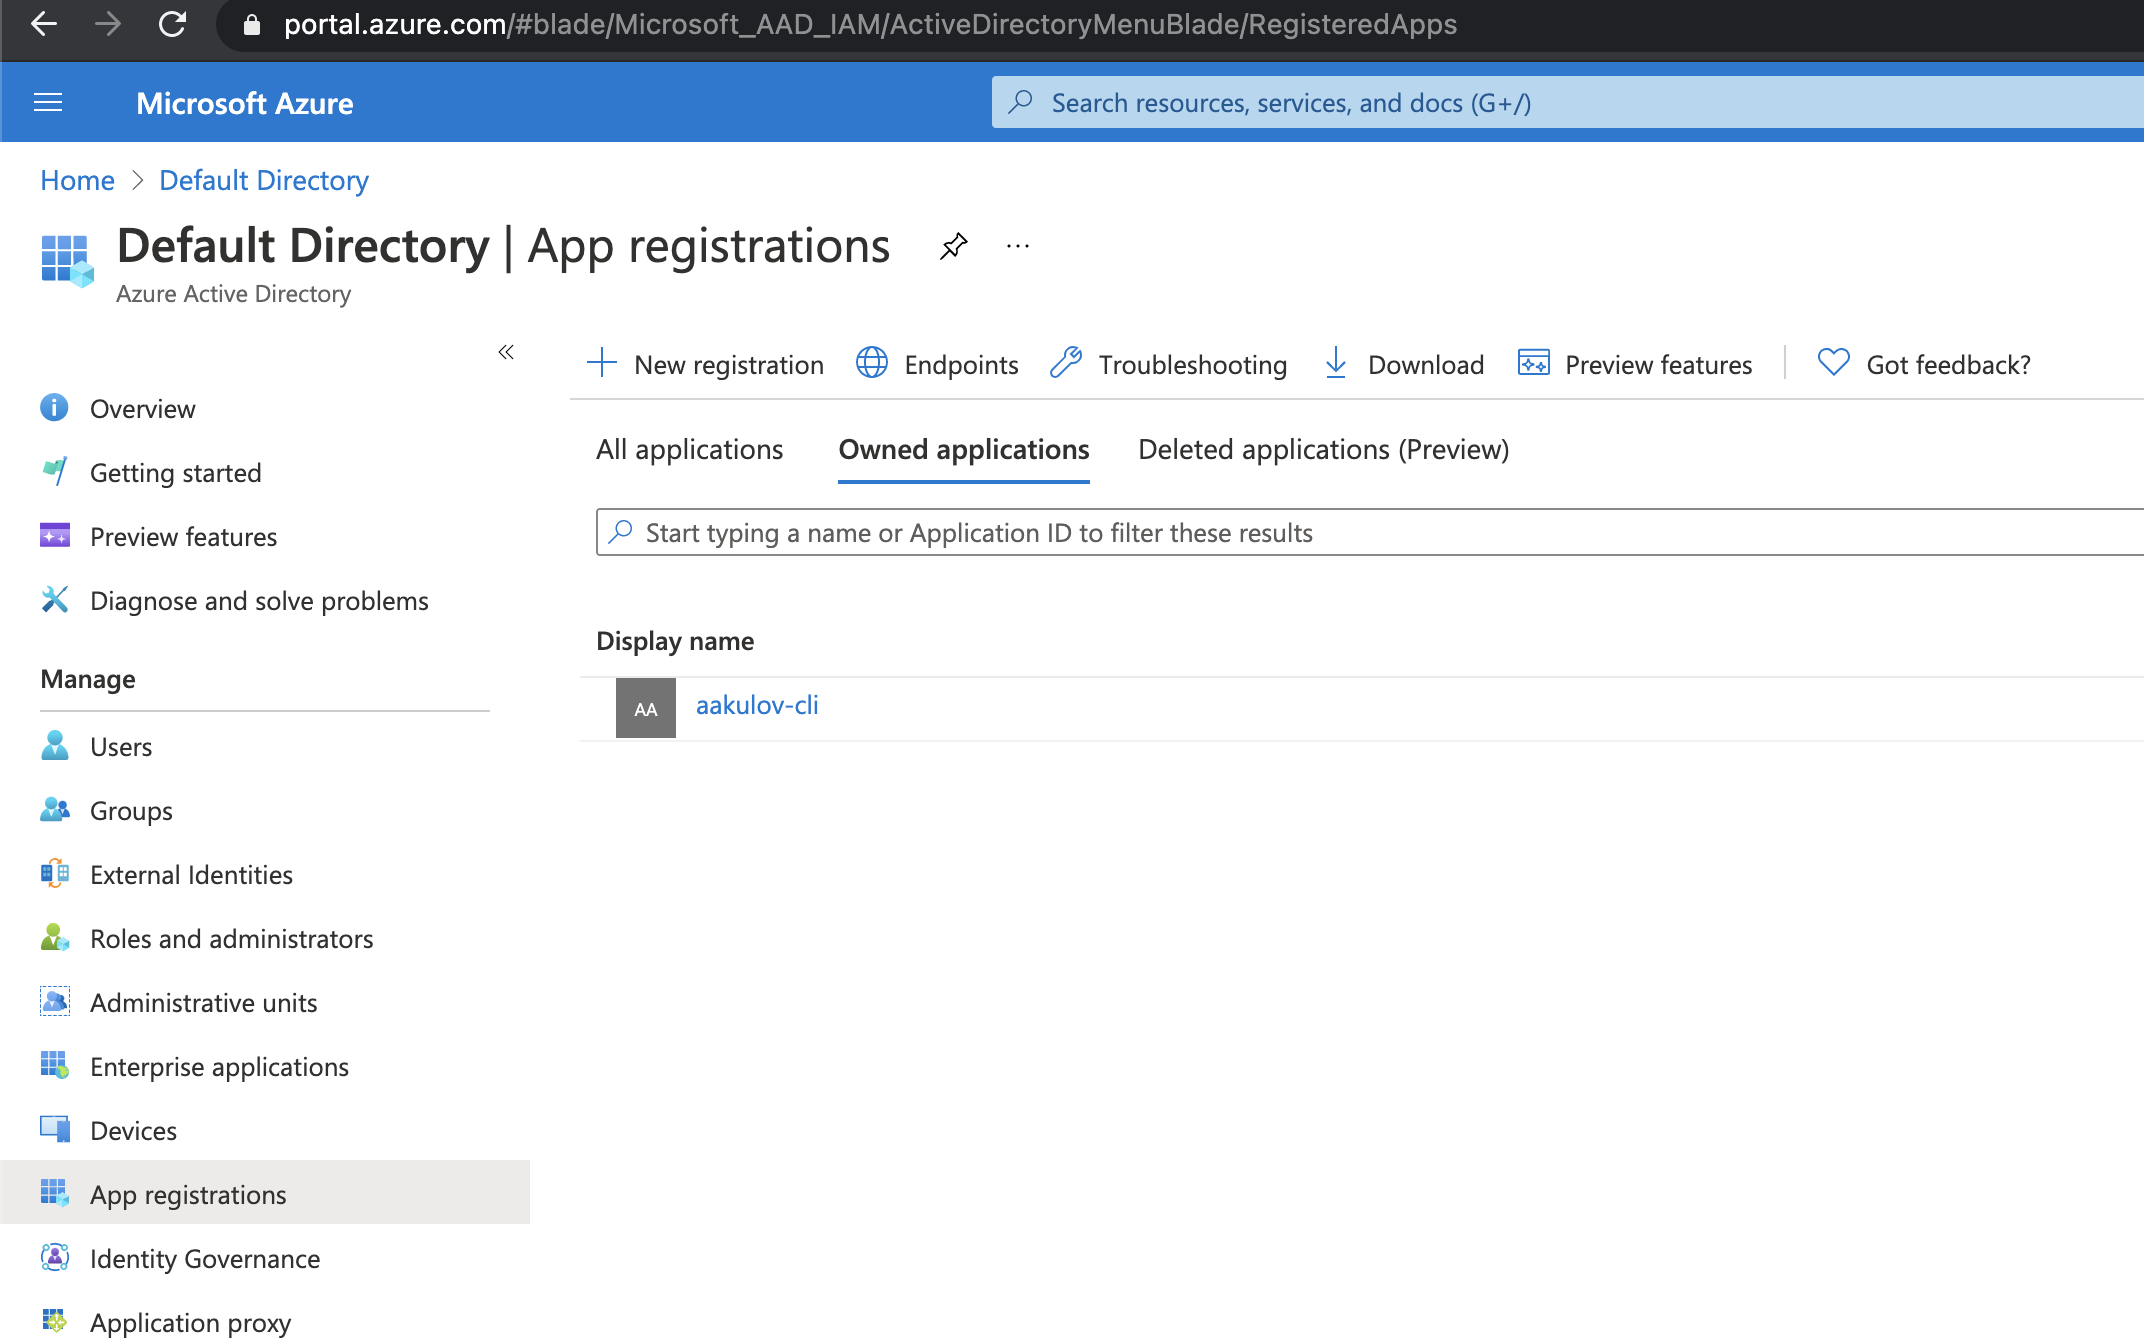 portal.azure.com/#blade/Microsoft_AAD_IAM/ActiveDirectoryMenuBlade/RegisteredApps
Microsoft Azure
Search resources, services, and docs (G+/)
Home > Default Directory
Default Directory | App registrations ...
Azure Active Directory
«
New registration Endpoints Troubleshooting Download Preview features Got feedback?
Overview
Getting started
Preview features
Diagnose and solve problems
Manage
Users
Groups
External Identities
Roles and administrators
Administrative units
Enterprise applications
Devices
App registrations
Identity Governance
Application proxy
All applications Owned applications Deleted applications (Preview)
Start typing a name or Application ID to filter these results
Display name
AA aakulov-cli